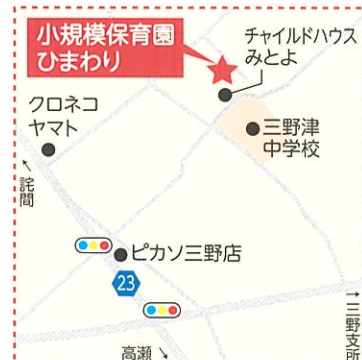 小規模保育園
ひまわり
チャイルドハウス
みとよ
クロネコ
ヤマト
三野津
中学校
↖詫間
ピカソ三野店
23
高瀬↘
→三野支所